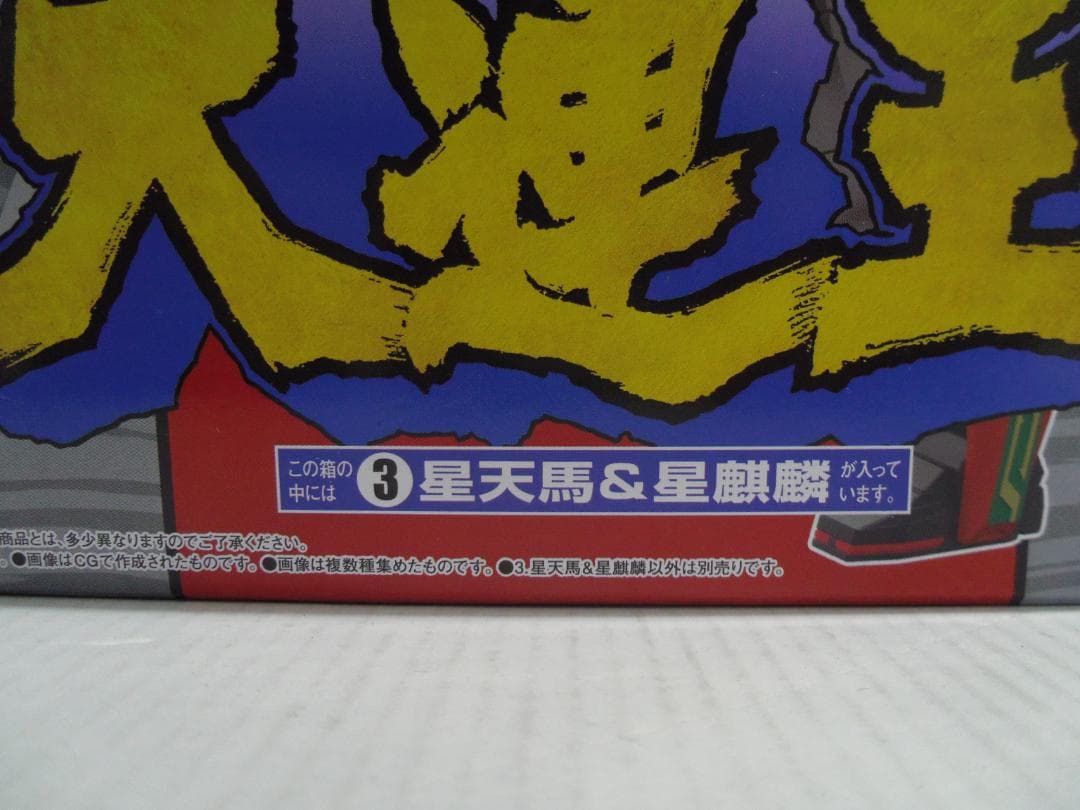 この箱の
中には
③星天馬＆星麒麟
が入って
います。
商品とは、多少異なりますのでご了承ください。
。●画像はCGで作成されたものです。●画像は複数種集めたものです。●3.星天馬&星麒麟以外は別売りです。